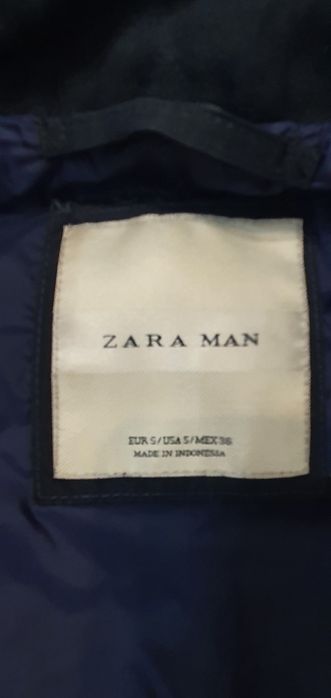 ZARA MAN
EUR S/USA S/MEX 36
MADE IN INDONESIA